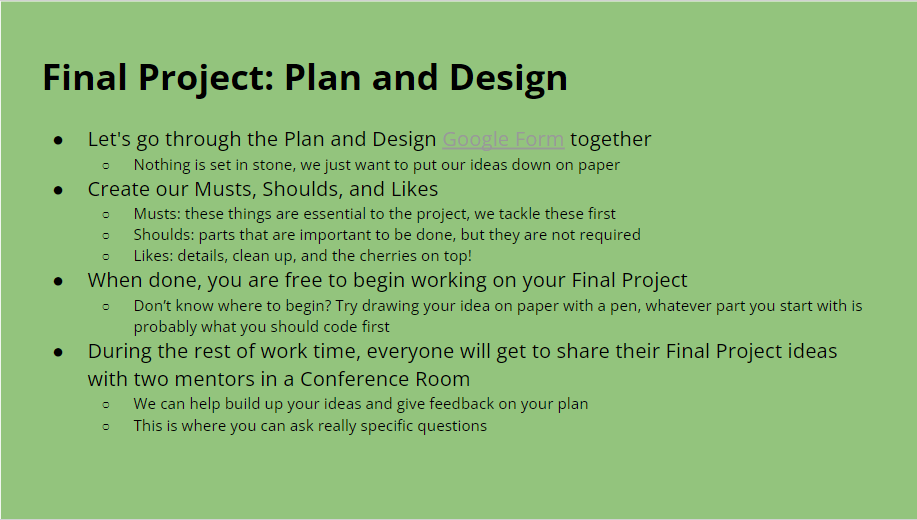 Final Project: Plan and Design
● Let's go through the Plan and Design Google Form together
○ Nothing is set in stone, we just want to put our ideas down on paper
● Create our Musts, Shoulds, and Likes
○ Musts: these things are essential to the project, we tackle these first
○ Shoulds: parts that are important to be done, but they are not required
○ Likes: details, clean up, and the cherries on top!
● When done, you are free to begin working on your Final Project
○ Don't know where to begin? Try drawing your idea on paper with a pen, whatever part you start with is
probably what you should code first
● During the rest of work time, everyone will get to share their Final Project ideas
with two mentors in a Conference Room
○ We can help build up your ideas and give feedback on your plan
○ This is where you can ask really specific questions